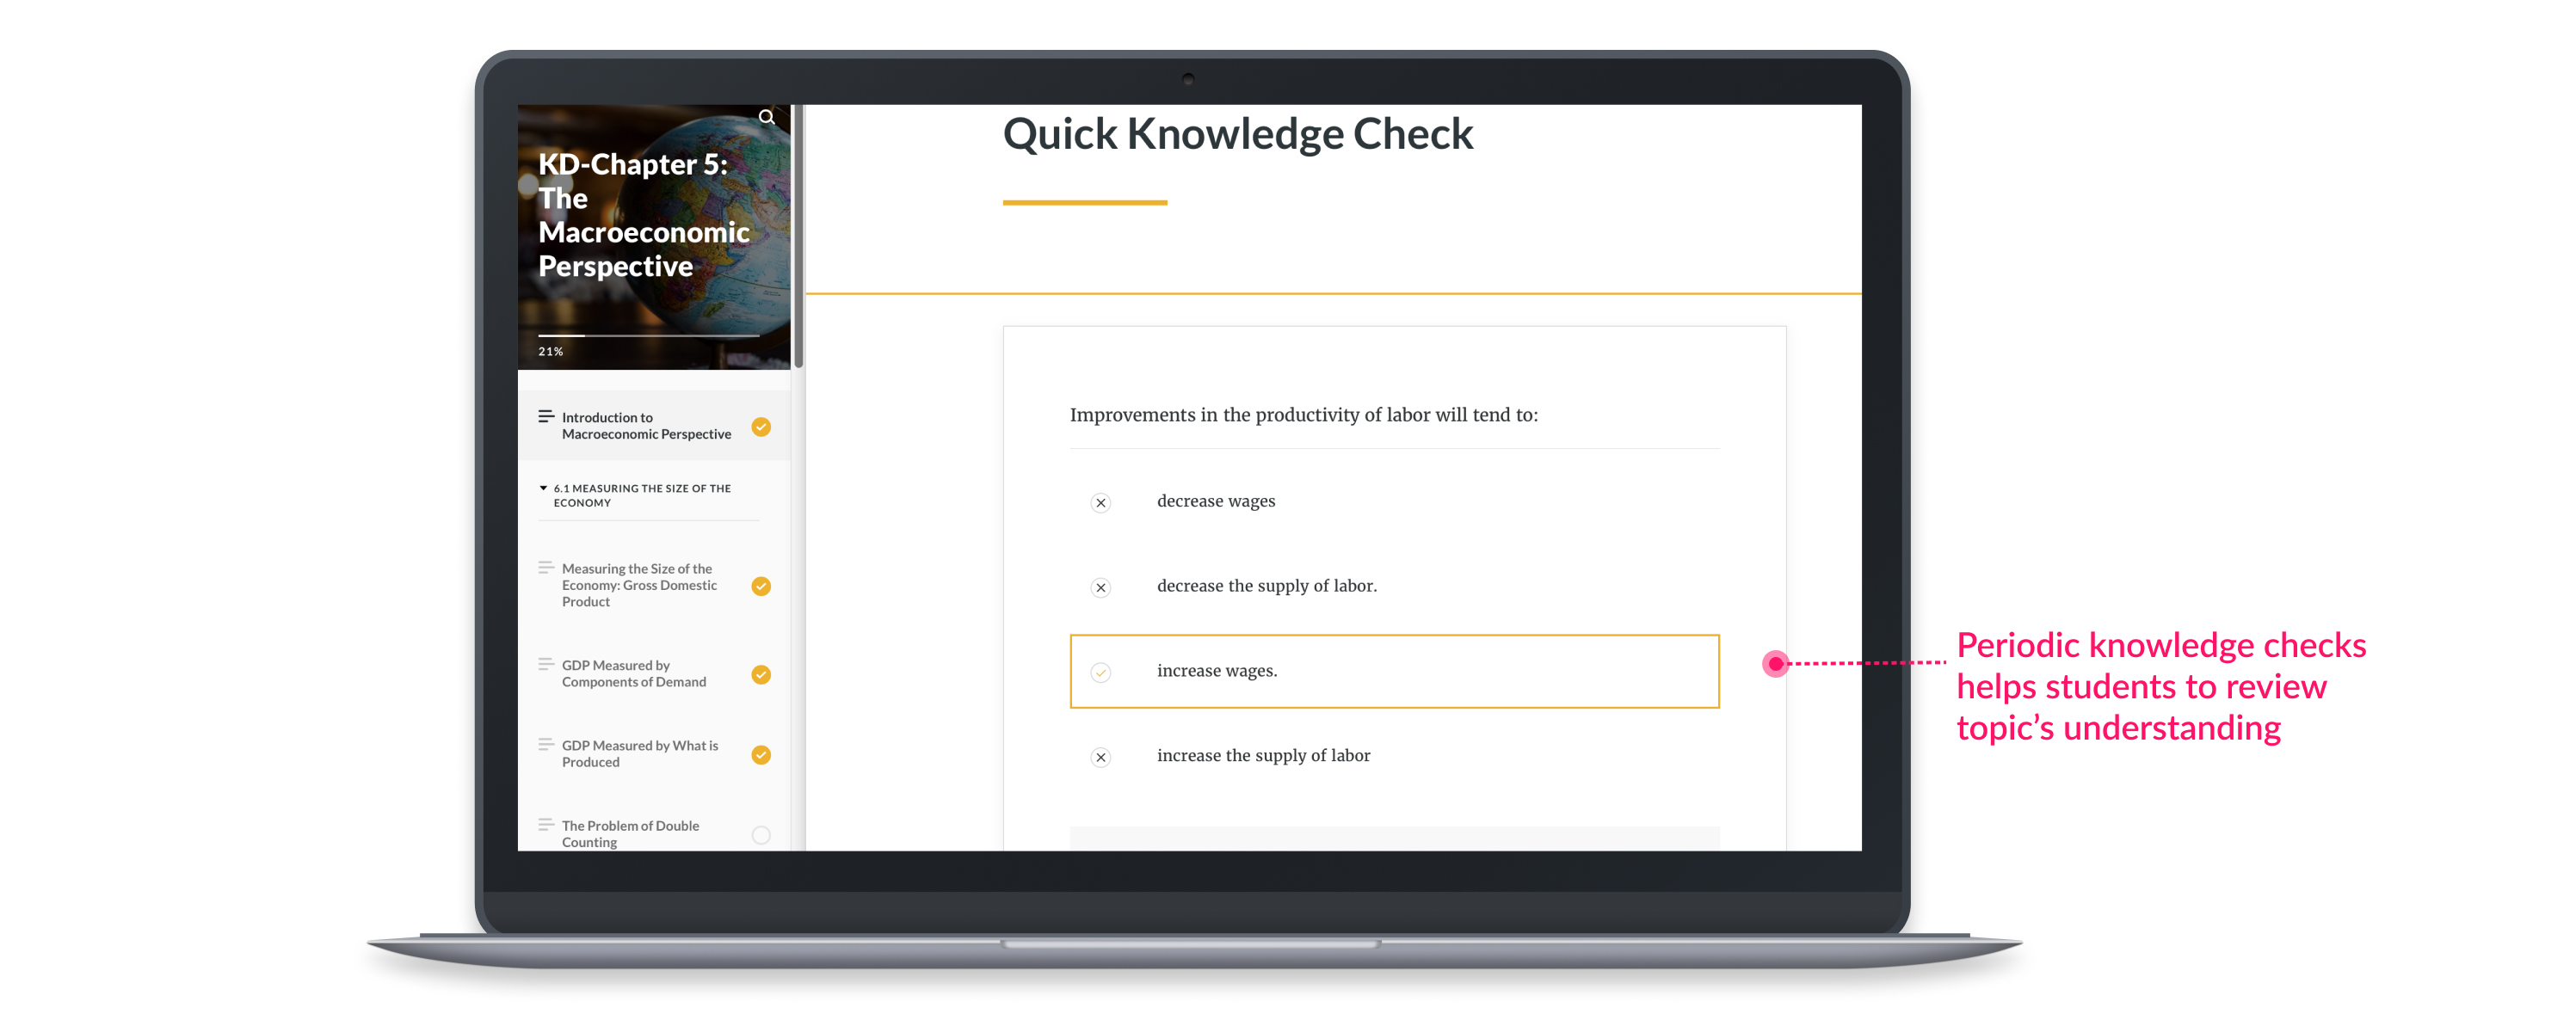 KD-Chapter 5:
The
Macroeconomic
Perspective
21%
Introduction to
Macroeconomic Perspective
6.1 MEASURING THE SIZE OF THE
ECONOMY
Measuring the Size of the
Economy: Gross Domestic
Product
GDP Measured by
Components of Demand
GDP Measured by What is
Produced
The Problem of Double
Counting
Quick Knowledge Check
Improvements in the productivity of labor will tend to:
decrease wages
decrease the supply of labor.
increase wages.
increase the supply of labor
Periodic knowledge checks
helps students to review
topic’s understanding